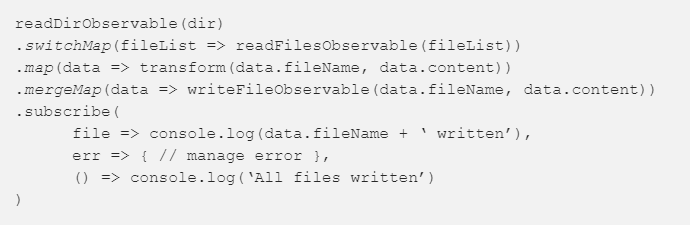 readDirObservable(dir)
.switchMap(fileList => readFilesObservable(fileList))
.map(data => transform(data.fileName, data.content))
.mergeMap(data => writeFileObservable(data.fileName, data.content))
.subscribe(
      file => console.log(data.fileName + ‘ written’),
      err => { // manage error },
      () => console.log(‘All files written’)
)